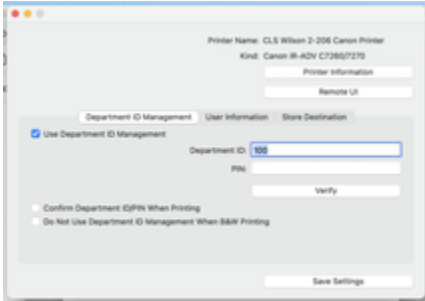 Printer Name: CLS Wilson 2-206 Canon Printer
Kind: Canon iR-ADV C7260/7270
Printer Information
Remote UI
Department ID Management User Information Store Destination
Use Department ID Management
Department ID: 100
PIN:
Verify
Confirm Department ID/PIN When Printing
Do Not Use Department ID Management When B&W Printing
Save Settings